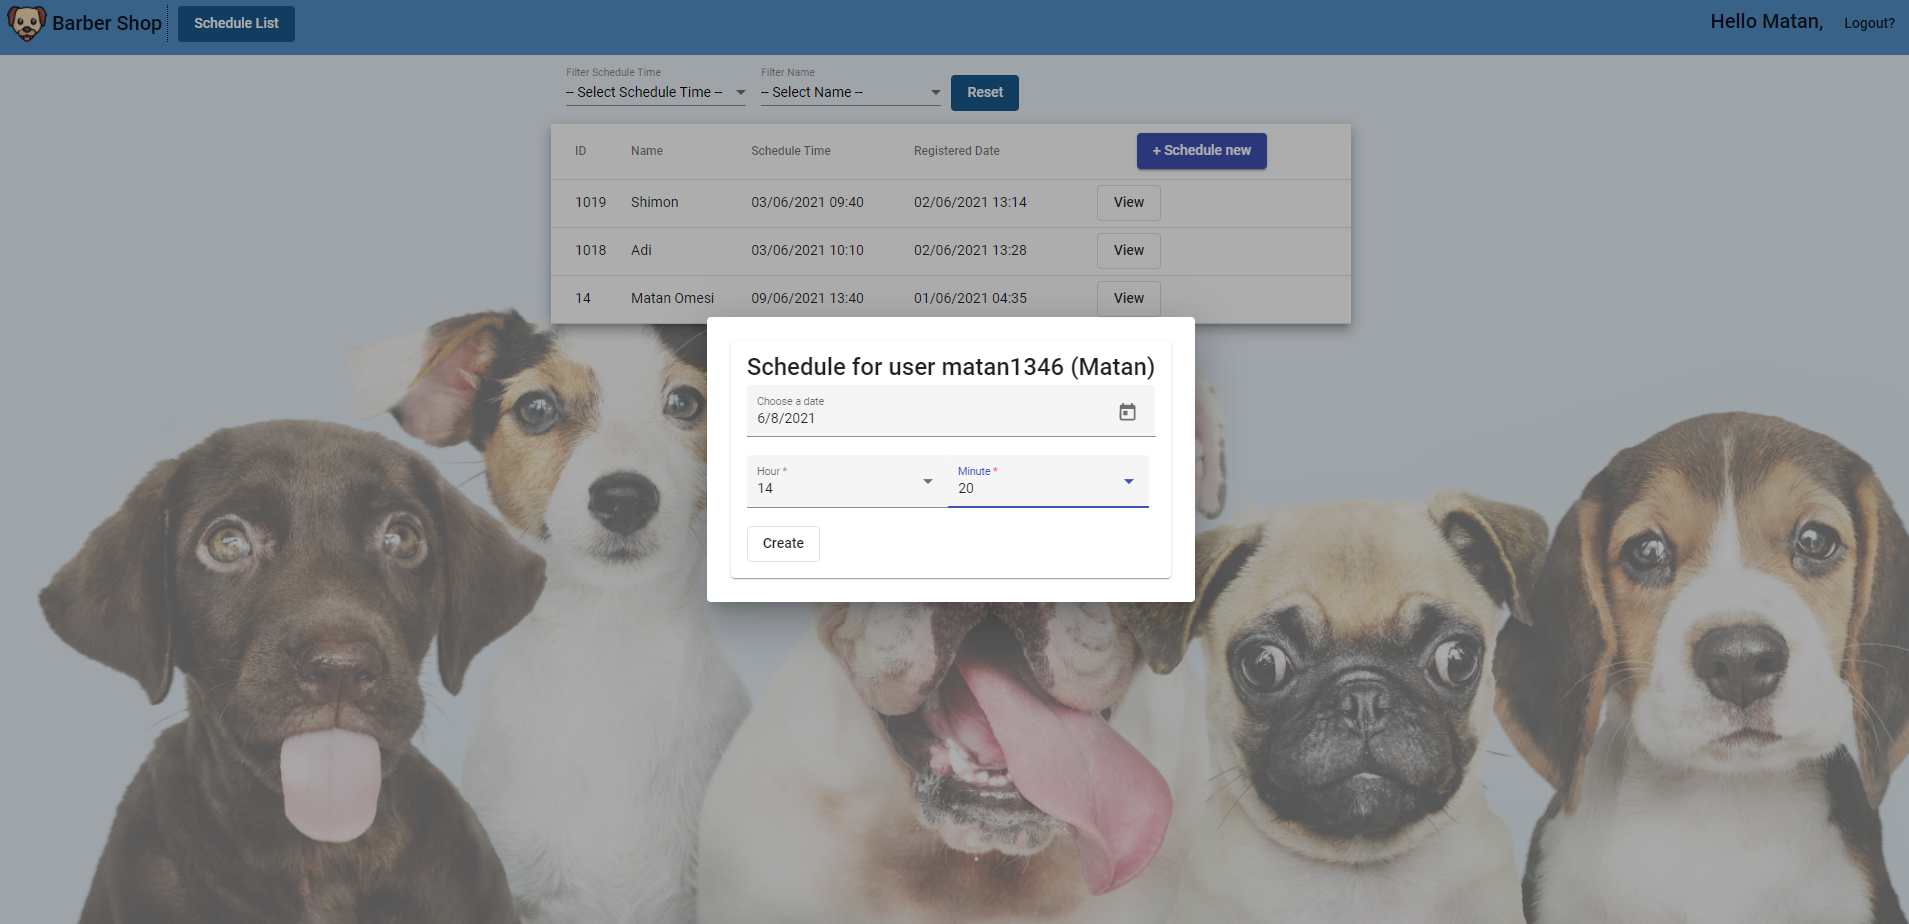 Barber Shop
Schedule List
Hello Matan,
Logout?
Filter Schedule Time
-- Select Schedule Time --
Filter Name
-- Select Name --
Reset
ID Name Schedule Time Registered Date + Schedule new
1019 Shimon 03/06/2021 09:40 02/06/2021 13:14 View
1018 Adi 03/06/2021 10:10 02/06/2021 13:28 View
14 Matan Omesi 09/06/2021 13:40 01/06/2021 04:35 View
Schedule for user matan1346 (Matan)
Choose a date
6/8/2021
Hour * Minute *
14 20
Create